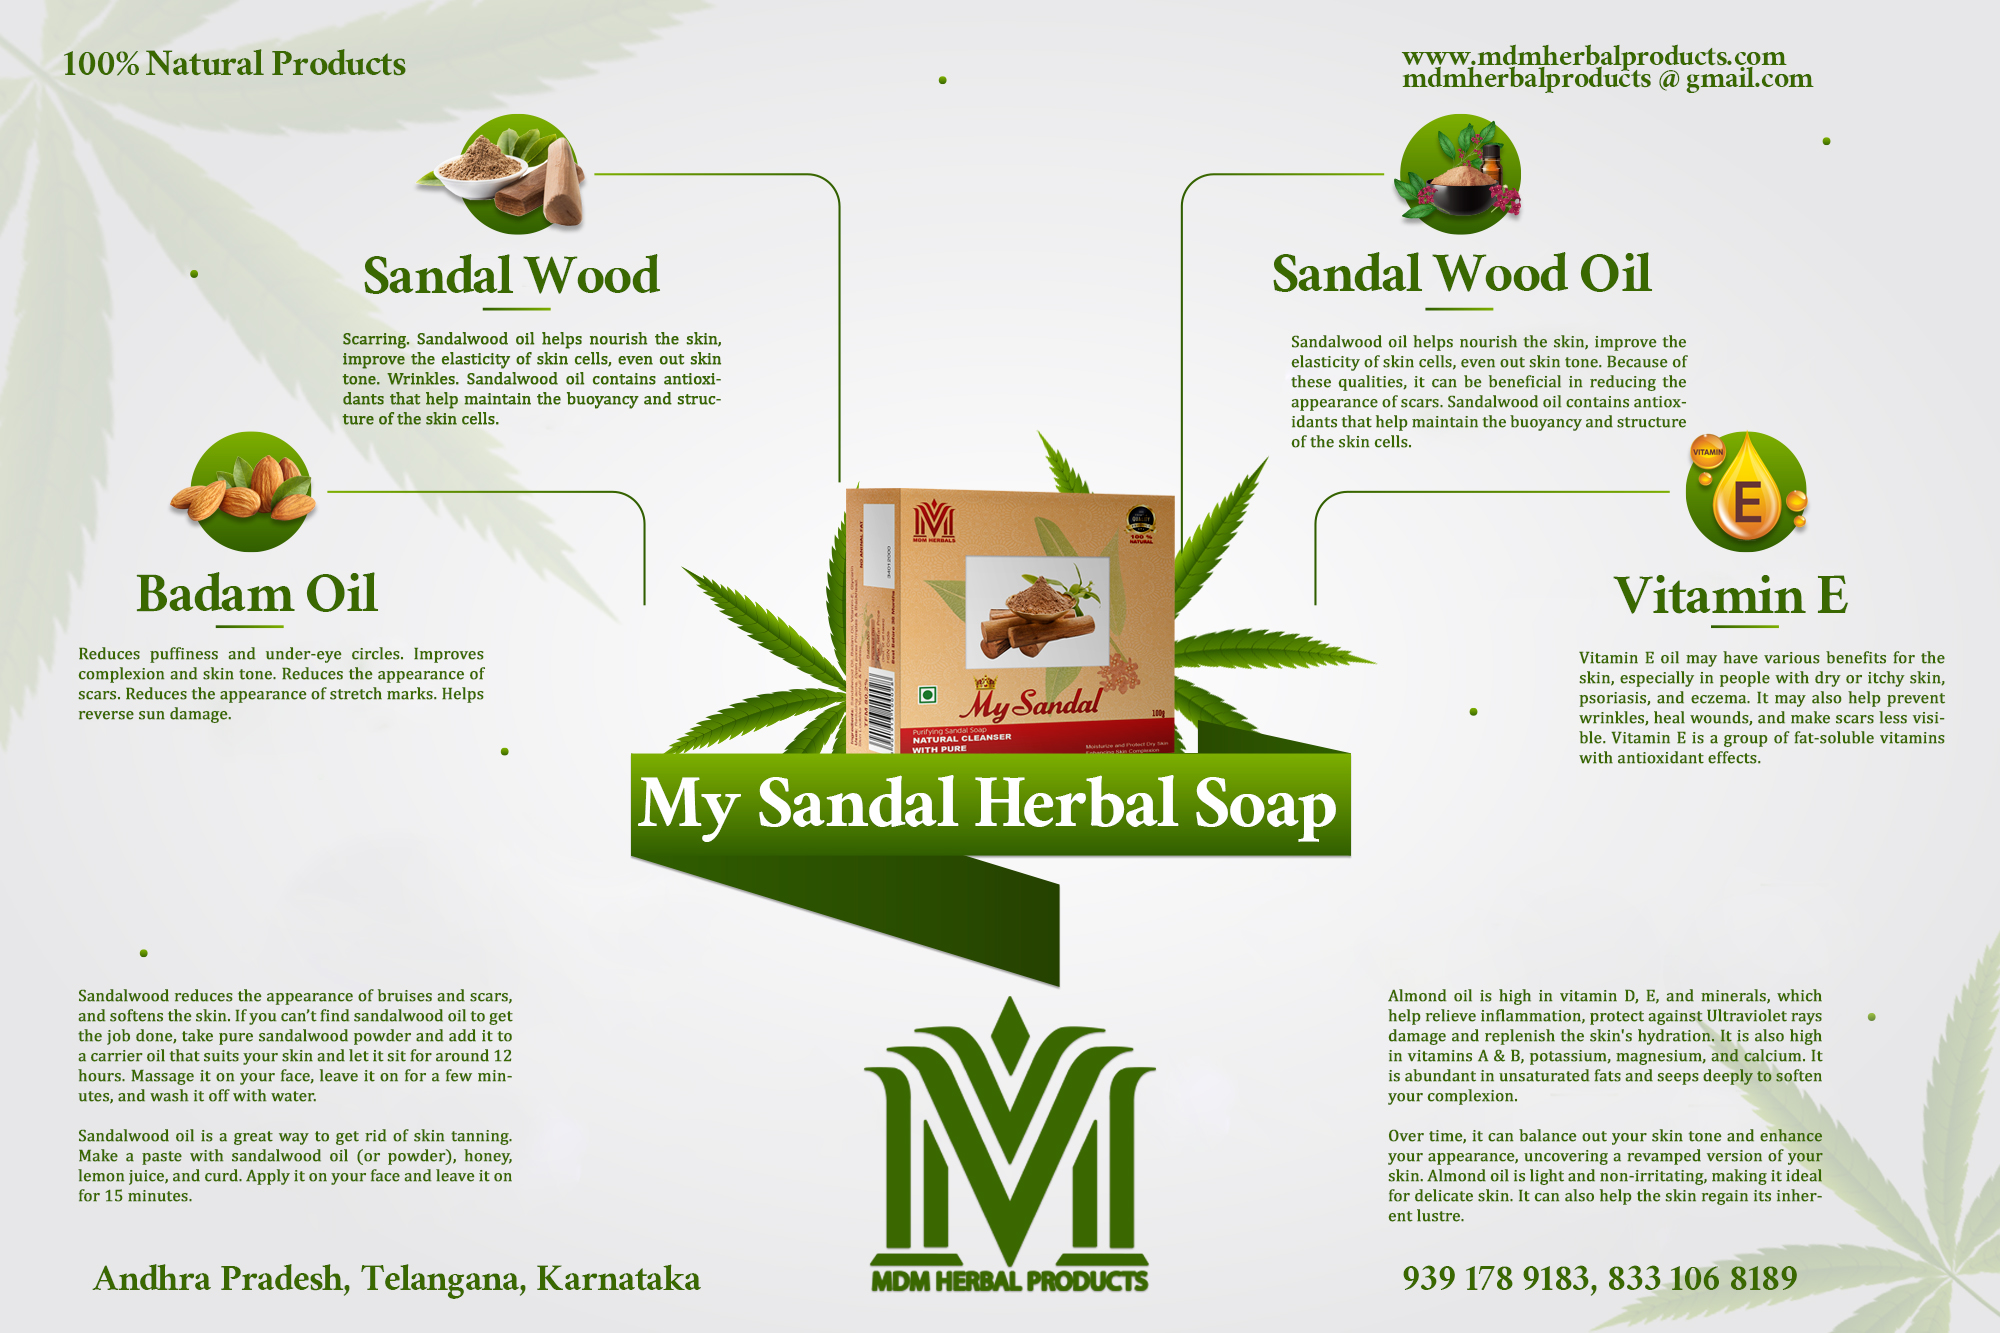 100% Natural Products
www.mdmherbalproducts.com
mdmherbalproducts @ gmail.com
Sandal Wood
Scarring. Sandalwood oil helps nourish the skin,
improve the elasticity of skin cells, even out skin
tone. Wrinkles. Sandalwood oil contains antioxi-
dants that help maintain the buoyancy and struc-
ture of the skin cells.
Sandal Wood Oil
Sandalwood oil helps nourish the skin, improve the
elasticity of skin cells, even out skin tone. Because of
these qualities, it can be beneficial in reducing the
appearance of scars. Sandalwood oil contains antiox-
idants that help maintain the buoyancy and structure
of the skin cells.
Badam Oil
Reduces puffiness and under-eye circles. Improves
complexion and skin tone. Reduces the appearance of
scars. Reduces the appearance of stretch marks. Helps
reverse sun damage.
VITAMIN
E
Vitamin E
Vitamin E oil may have various benefits for the
skin, especially in people with dry or itchy skin,
psoriasis, and eczema. It may also help prevent
wrinkles, heal wounds, and make scars less visi-
ble. Vitamin E is a group of fat-soluble vitamins
with antioxidant effects.
MDM HERBALS
QUALITY
100 %
NATURAL
NO ANIMAL FAT
34012000
My Sandal
100g
Purifying Sandal Soap
NATURAL CLEANSER
WITH PURE
Moisturize and Protect Dry Skin
Enhancing Skin Complexion
My Sandal Herbal Soap
Sandalwood reduces the appearance of bruises and scars,
and softens the skin. If you can't find sandalwood oil to get
the job done, take pure sandalwood powder and add it to
a carrier oil that suits your skin and let it sit for around 12
hours. Massage it on your face, leave it on for a few min-
utes, and wash it off with water.
Sandalwood oil is a great way to get rid of skin tanning.
Make a paste with sandalwood oil (or powder), honey,
lemon juice, and curd. Apply it on your face and leave it on
for 15 minutes.
Almond oil is high in vitamin D, E, and minerals, which
help relieve inflammation, protect against Ultraviolet rays
damage and replenish the skin's hydration. It is also high
in vitamins A & B, potassium, magnesium, and calcium. It
is abundant in unsaturated fats and seeps deeply to soften
your complexion.
Over time, it can balance out your skin tone and enhance
your appearance, uncovering a revamped version of your
skin. Almond oil is light and non-irritating, making it ideal
for delicate skin. It can also help the skin regain its inher-
ent lustre.
MDM HERBAL PRODUCTS
Andhra Pradesh, Telangana, Karnataka
939 178 9183, 833 106 8189